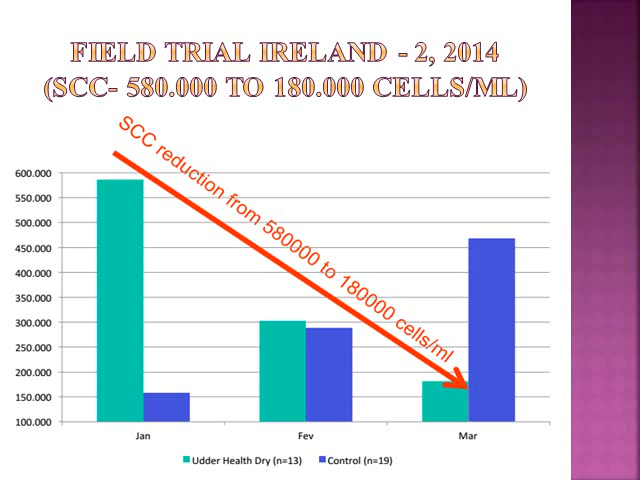 FIELD TRIAL IRELAND - 2, 2014
(SCC- 580.000 TO 180.000 CELLS/ML)
SCC reduction from 580000 to 180000 cells/ml
600.000
550.000
500.000
450.000
400.000
350.000
300.000
250.000
200.000
150.000
100.000
Jan Fev Mar
Udder Health Dry (n=13) Control (n=19)